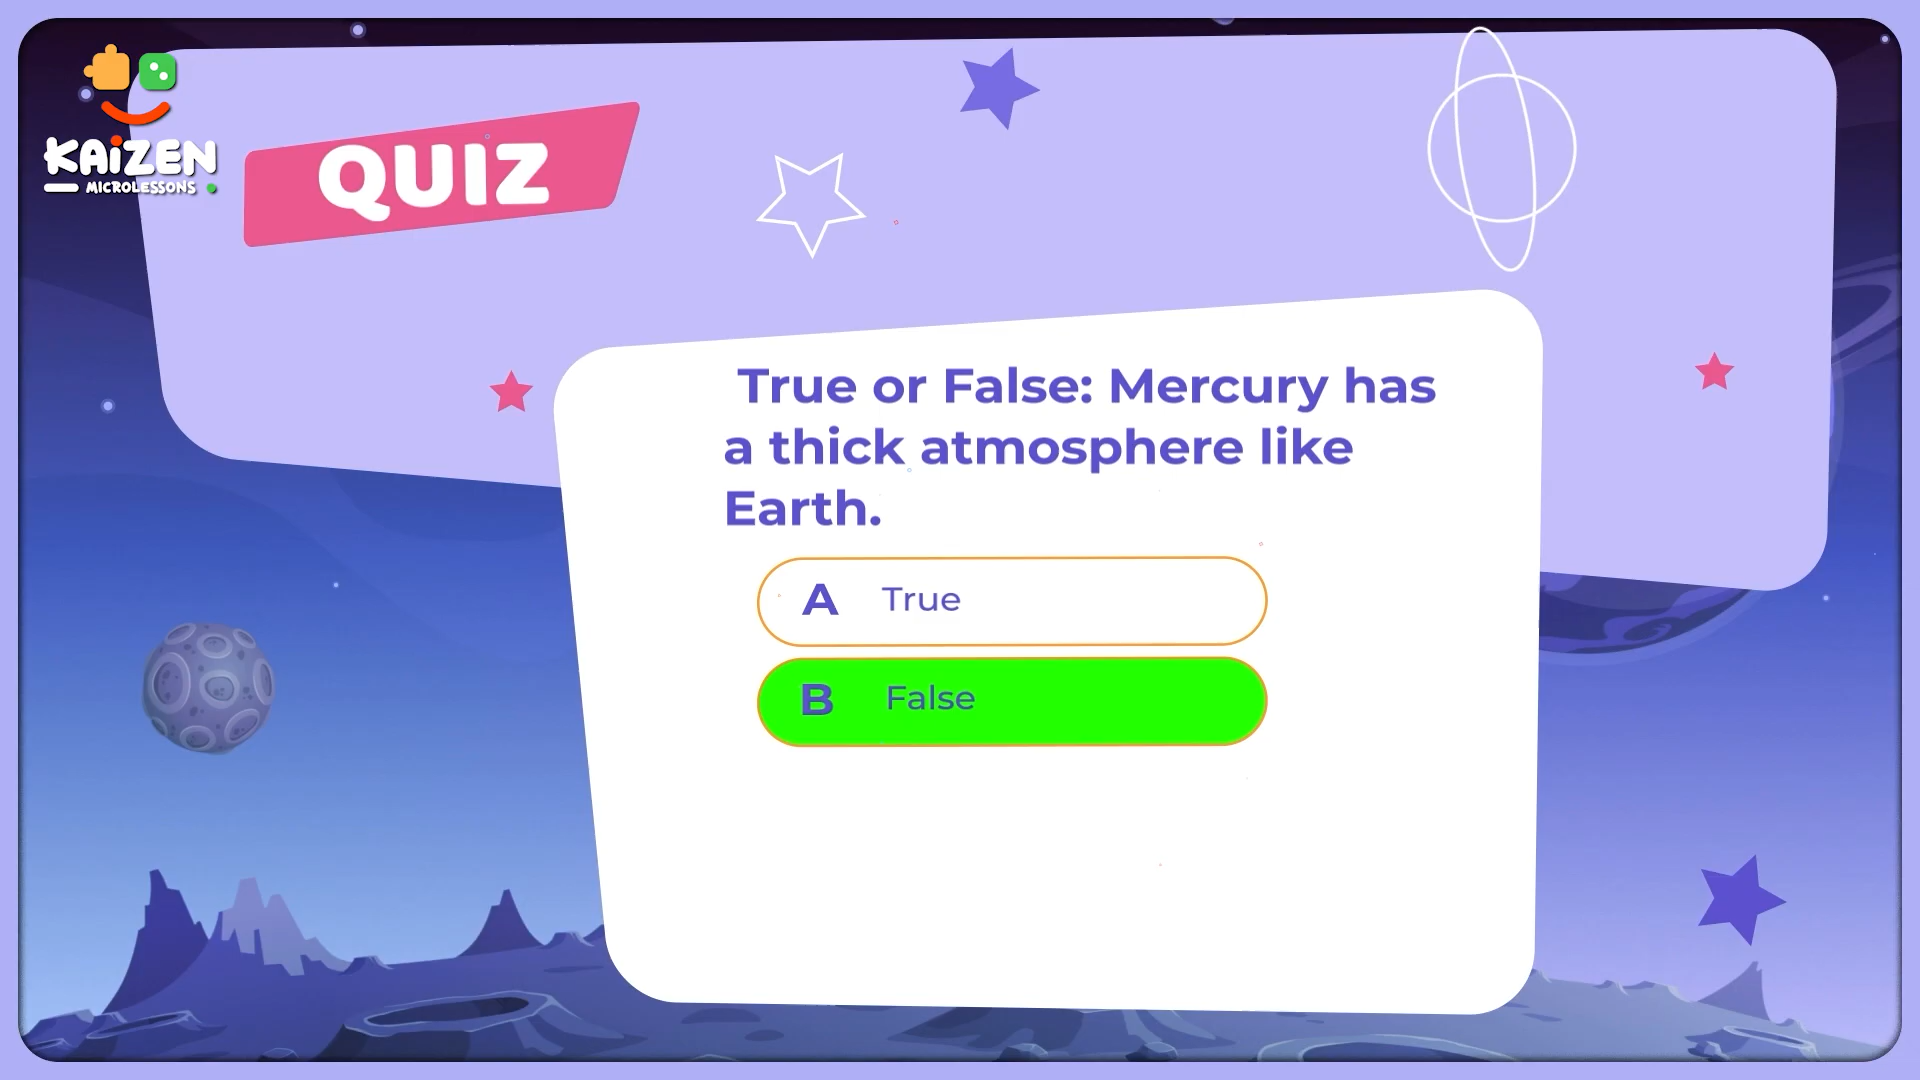 KAiZEN
MICROLESSONS
QUIZ
True or False: Mercury has
a thick atmosphere like
Earth.
A True
B False